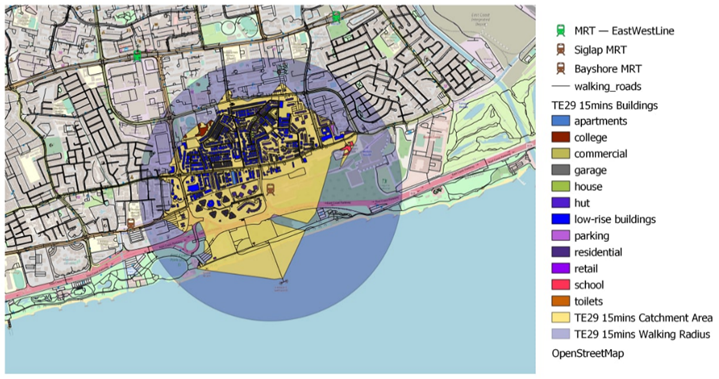 MRT — EastWestLine
Siglap MRT
Bayshore MRT
walking_roads
TE29 15mins Buildings
apartments
college
commercial
garage
house
hut
low-rise buildings
parking
residential
retail
school
toilets
TE29 15mins Catchment Area
TE29 15mins Walking Radius
OpenStreetMap